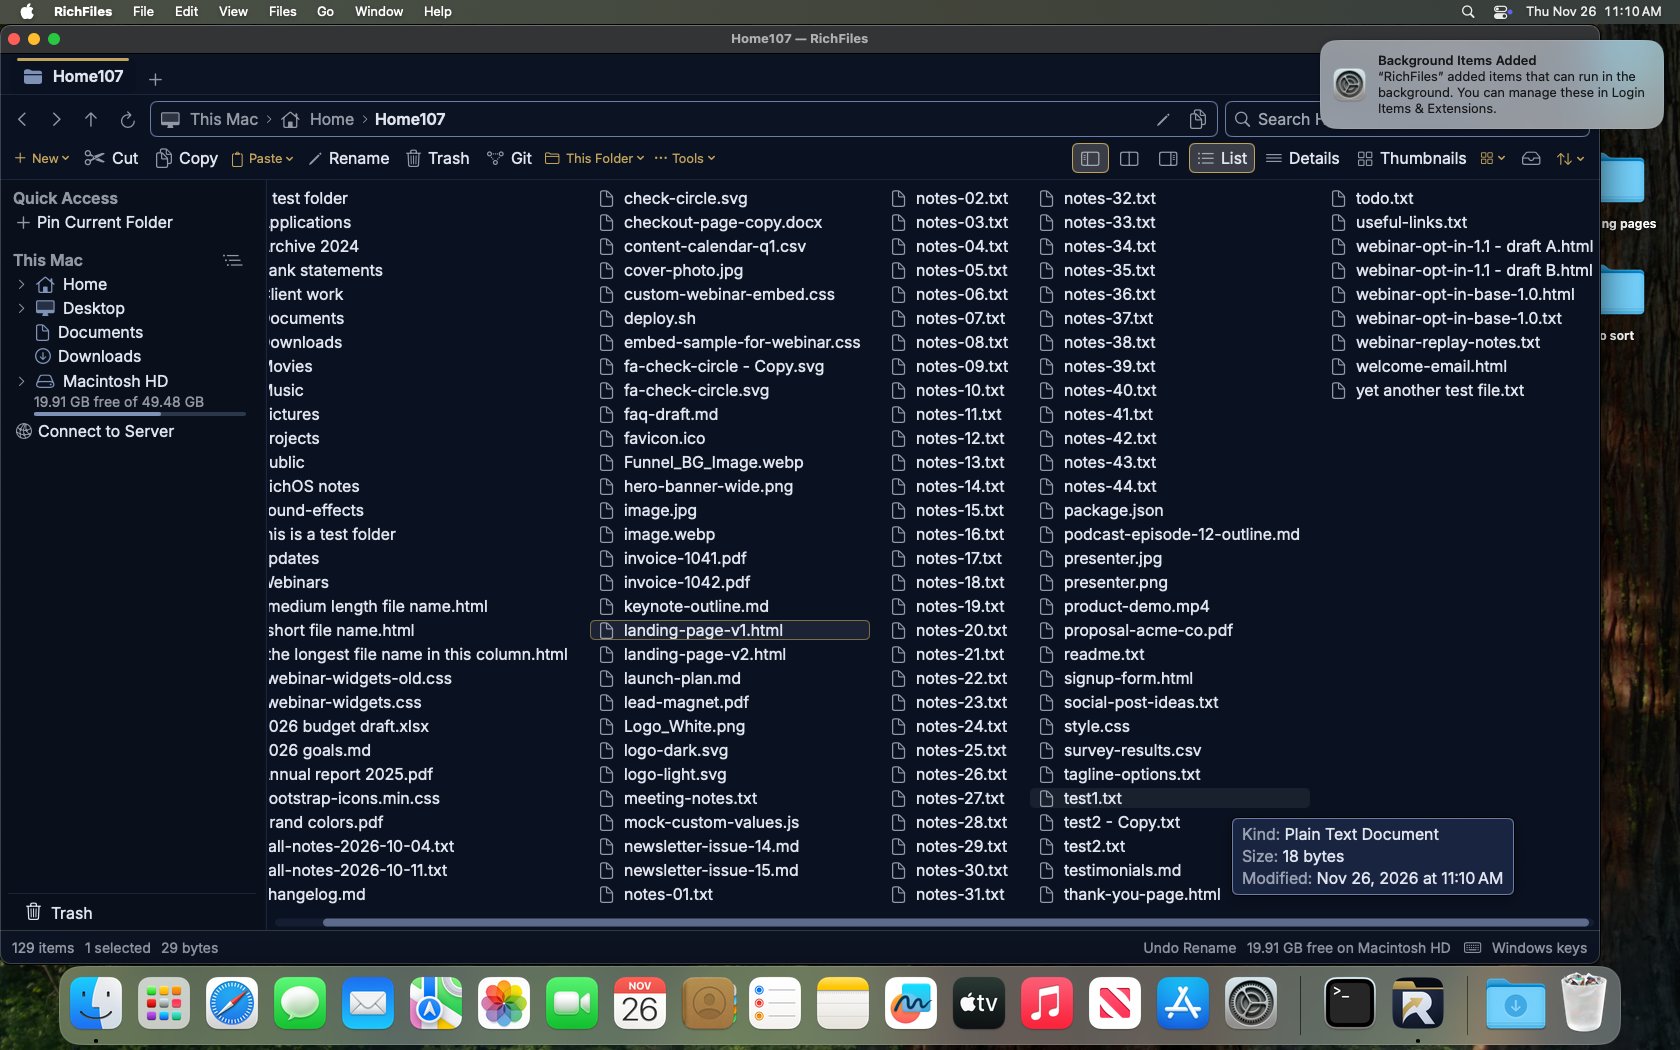 RichFiles File Edit View Files Go Window Help
Thu Nov 26 11:10 AM
Home107 — RichFiles
Background Items Added
“RichFiles” added items that can run in the
background. You can manage these in Login
Items & Extensions.
Home107
This Mac Home Home107
Search H
New Cut Copy Paste Rename Trash Git This Folder Tools
List Details Thumbnails
Quick Access
Pin Current Folder
This Mac
Home
Desktop
Documents
Downloads
Macintosh HD
19.91 GB free of 49.48 GB
Connect to Server
Trash
test folder
pplications
rchive 2024
ank statements
lient work
ocuments
ownloads
ovies
usic
ictures
rojects
ublic
ichOS notes
ound-effects
his is a test folder
pdates
ebinars
medium length file name.html
short file name.html
the longest file name in this column.html
webinar-widgets-old.css
webinar-widgets.css
026 budget draft.xlsx
026 goals.md
nnual report 2025.pdf
ootstrap-icons.min.css
rand colors.pdf
all-notes-2026-10-04.txt
all-notes-2026-10-11.txt
hangelog.md
check-circle.svg
checkout-page-copy.docx
content-calendar-q1.csv
cover-photo.jpg
custom-webinar-embed.css
deploy.sh
embed-sample-for-webinar.css
fa-check-circle - Copy.svg
fa-check-circle.svg
faq-draft.md
favicon.ico
Funnel_BG_Image.webp
hero-banner-wide.png
image.jpg
image.webp
invoice-1041.pdf
invoice-1042.pdf
keynote-outline.md
landing-page-v1.html
landing-page-v2.html
launch-plan.md
lead-magnet.pdf
Logo_White.png
logo-dark.svg
logo-light.svg
meeting-notes.txt
mock-custom-values.js
newsletter-issue-14.md
newsletter-issue-15.md
notes-01.txt
notes-02.txt
notes-03.txt
notes-04.txt
notes-05.txt
notes-06.txt
notes-07.txt
notes-08.txt
notes-09.txt
notes-10.txt
notes-11.txt
notes-12.txt
notes-13.txt
notes-14.txt
notes-15.txt
notes-16.txt
notes-17.txt
notes-18.txt
notes-19.txt
notes-20.txt
notes-21.txt
notes-22.txt
notes-23.txt
notes-24.txt
notes-25.txt
notes-26.txt
notes-27.txt
notes-28.txt
notes-29.txt
notes-30.txt
notes-31.txt
notes-32.txt
notes-33.txt
notes-34.txt
notes-35.txt
notes-36.txt
notes-37.txt
notes-38.txt
notes-39.txt
notes-40.txt
notes-41.txt
notes-42.txt
notes-43.txt
notes-44.txt
package.json
podcast-episode-12-outline.md
presenter.jpg
presenter.png
product-demo.mp4
proposal-acme-co.pdf
readme.txt
signup-form.html
social-post-ideas.txt
style.css
survey-results.csv
tagline-options.txt
test1.txt
test2 - Copy.txt
test2.txt
testimonials.md
thank-you-page.html
todo.txt
useful-links.txt
webinar-opt-in-1.1 - draft A.html
webinar-opt-in-1.1 - draft B.html
webinar-opt-in-base-1.0.html
webinar-opt-in-base-1.0.txt
webinar-replay-notes.txt
welcome-email.html
yet another test file.txt
Kind: Plain Text Document
Size: 18 bytes
Modified: Nov 26, 2026 at 11:10 AM
ng pages
o sort
129 items 1 selected 29 bytes
Undo Rename 19.91 GB free on Macintosh HD Windows keys
NOV
26
tv